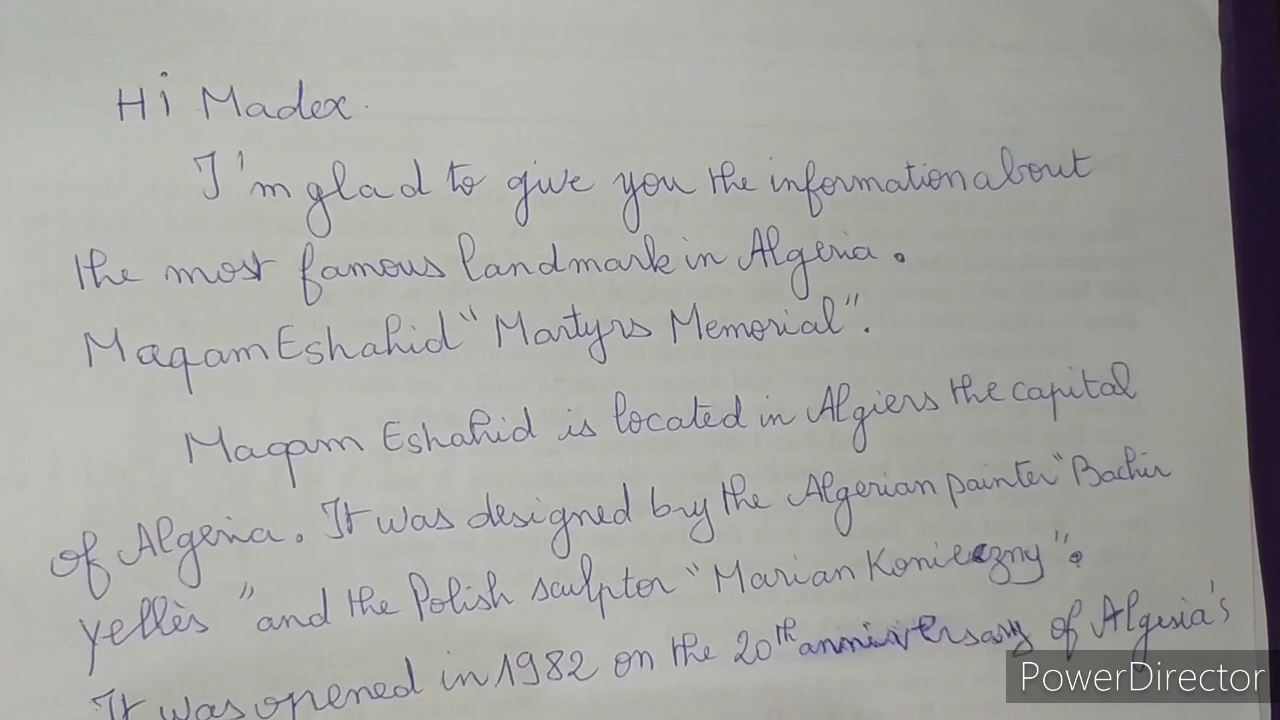 Hi Madex.
I'm glad to give you the information about
the most famous landmark in Algeria.
Maqam Eshahid "Martyrs Memorial".
Maqam Eshahid is located in Algiers the capital
of Algeria. It was designed by the Algerian painter "Bachir
yellès" and the Polish sculptor "Marian Konieczny".
It was opened in 1982 on the 20th anniversary of Algeria's
PowerDirector